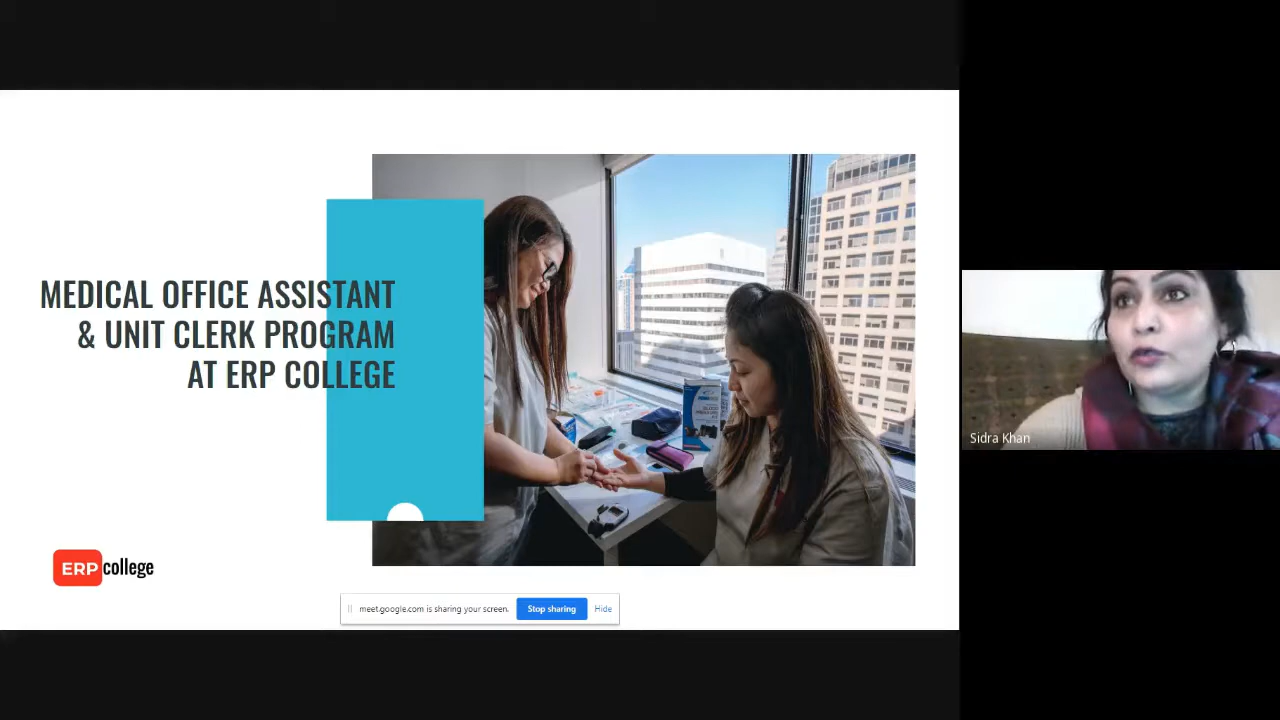 MEDICAL OFFICE ASSISTANT
& UNIT CLERK PROGRAM
AT ERP COLLEGE
ERP college
meet.google.com is sharing your screen.
Stop sharing
Hide
Sidra Khan